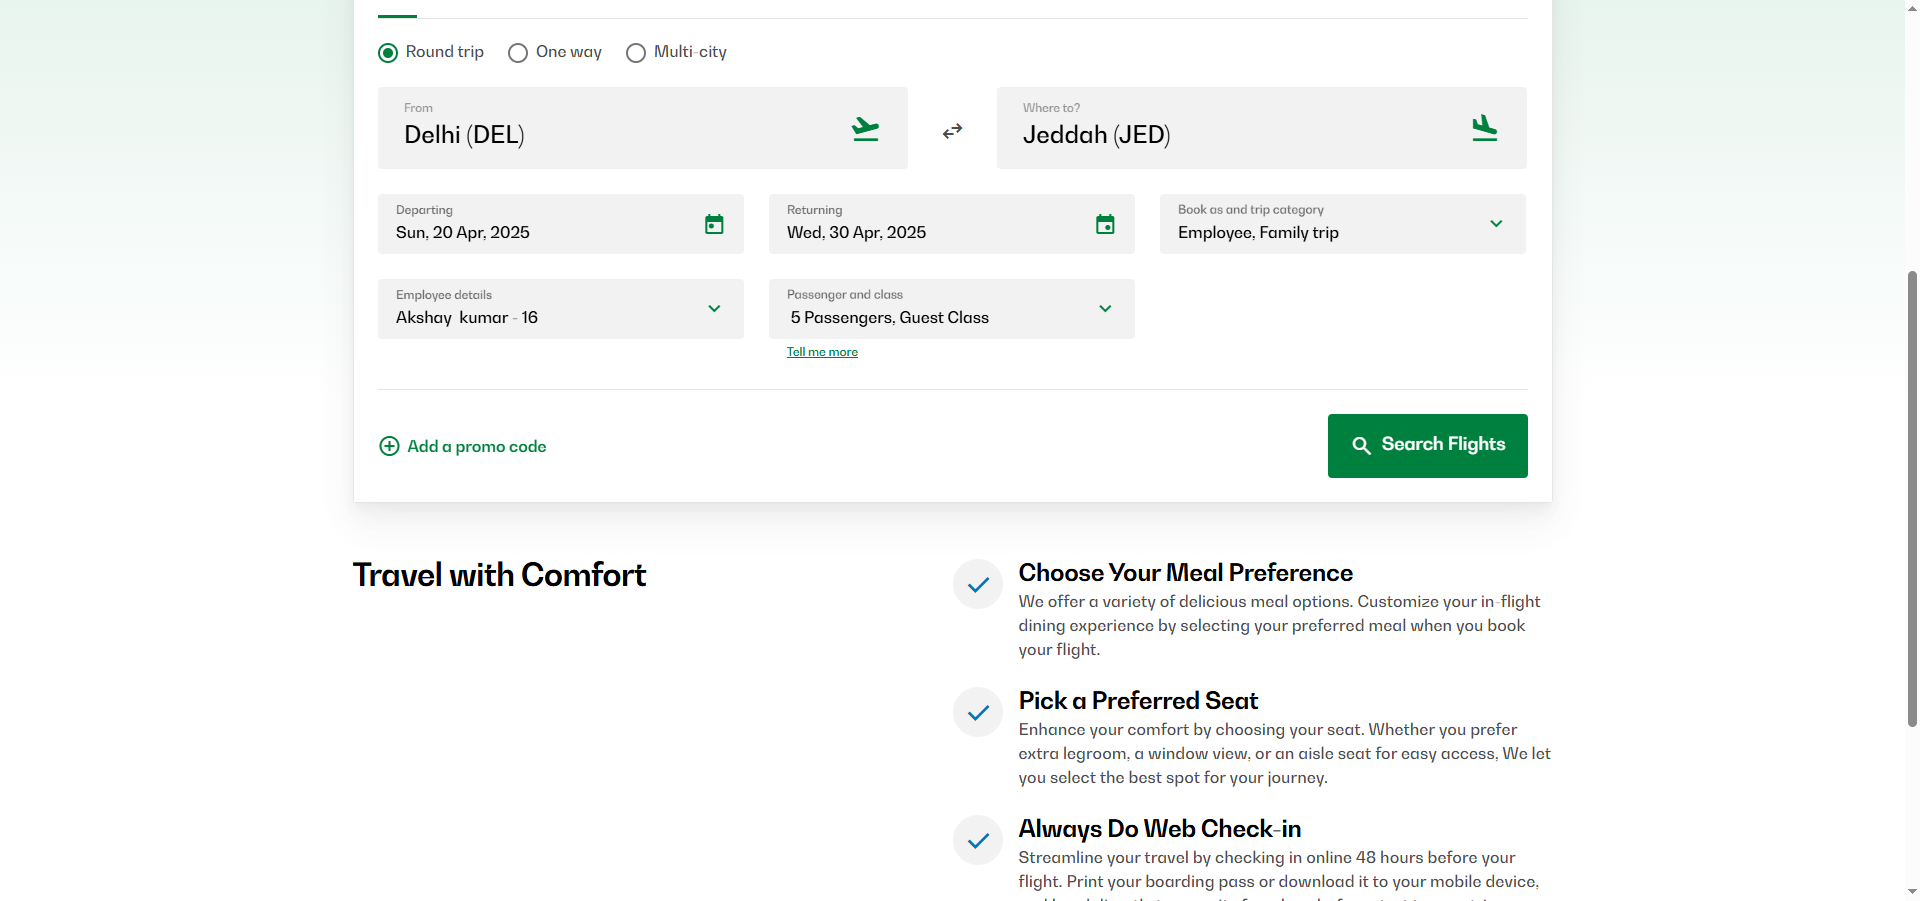 Round trip
One way
Multi-city
From
Delhi (DEL)
Where to?
Jeddah (JED)
Departing
Sun, 20 Apr, 2025
Returning
Wed, 30 Apr, 2025
Book as and trip category
Employee, Family trip
Employee details
Akshay kumar - 16
Passenger and class
5 Passengers, Guest Class
Tell me more
Add a promo code
Search Flights
Travel with Comfort
Choose Your Meal Preference
We offer a variety of delicious meal options. Customize your in-flight
dining experience by selecting your preferred meal when you book
your flight.
Pick a Preferred Seat
Enhance your comfort by choosing your seat. Whether you prefer
extra legroom, a window view, or an aisle seat for easy access, We let
you select the best spot for your journey.
Always Do Web Check-in
Streamline your travel by checking in online 48 hours before your
flight. Print your boarding pass or download it to your mobile device,